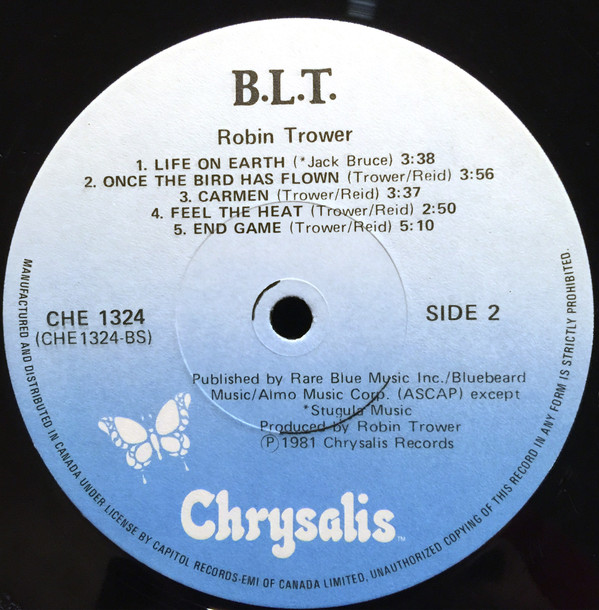 B.L.T.
Robin Trower
1. LIFE ON EARTH (*Jack Bruce) 3:38
2. ONCE THE BIRD HAS FLOWN (Trower/Reid) 3:56
3. CARMEN (Trower/Reid) 3:37
4. FEEL THE HEAT (Trower/Reid) 2:50
5. END GAME (Trower/Reid) 5:10
CHE 1324
(CHE1324-BS)
SIDE 2
Published by Rare Blue Music Inc./Bluebeard
Music/Almo Music Corp. (ASCAP) except
*Stuguls Music
Produced by Robin Trower
Ⓟ 1981 Chrysalis Records
Chrysalis™
MANUFACTURED AND DISTRIBUTED IN CANADA UNDER LICENSE BY CAPITOL RECORDS-EMI OF CANADA LIMITED. UNAUTHORIZED COPYING OF THIS RECORD IN ANY FORM IS STRICTLY PROHIBITED.